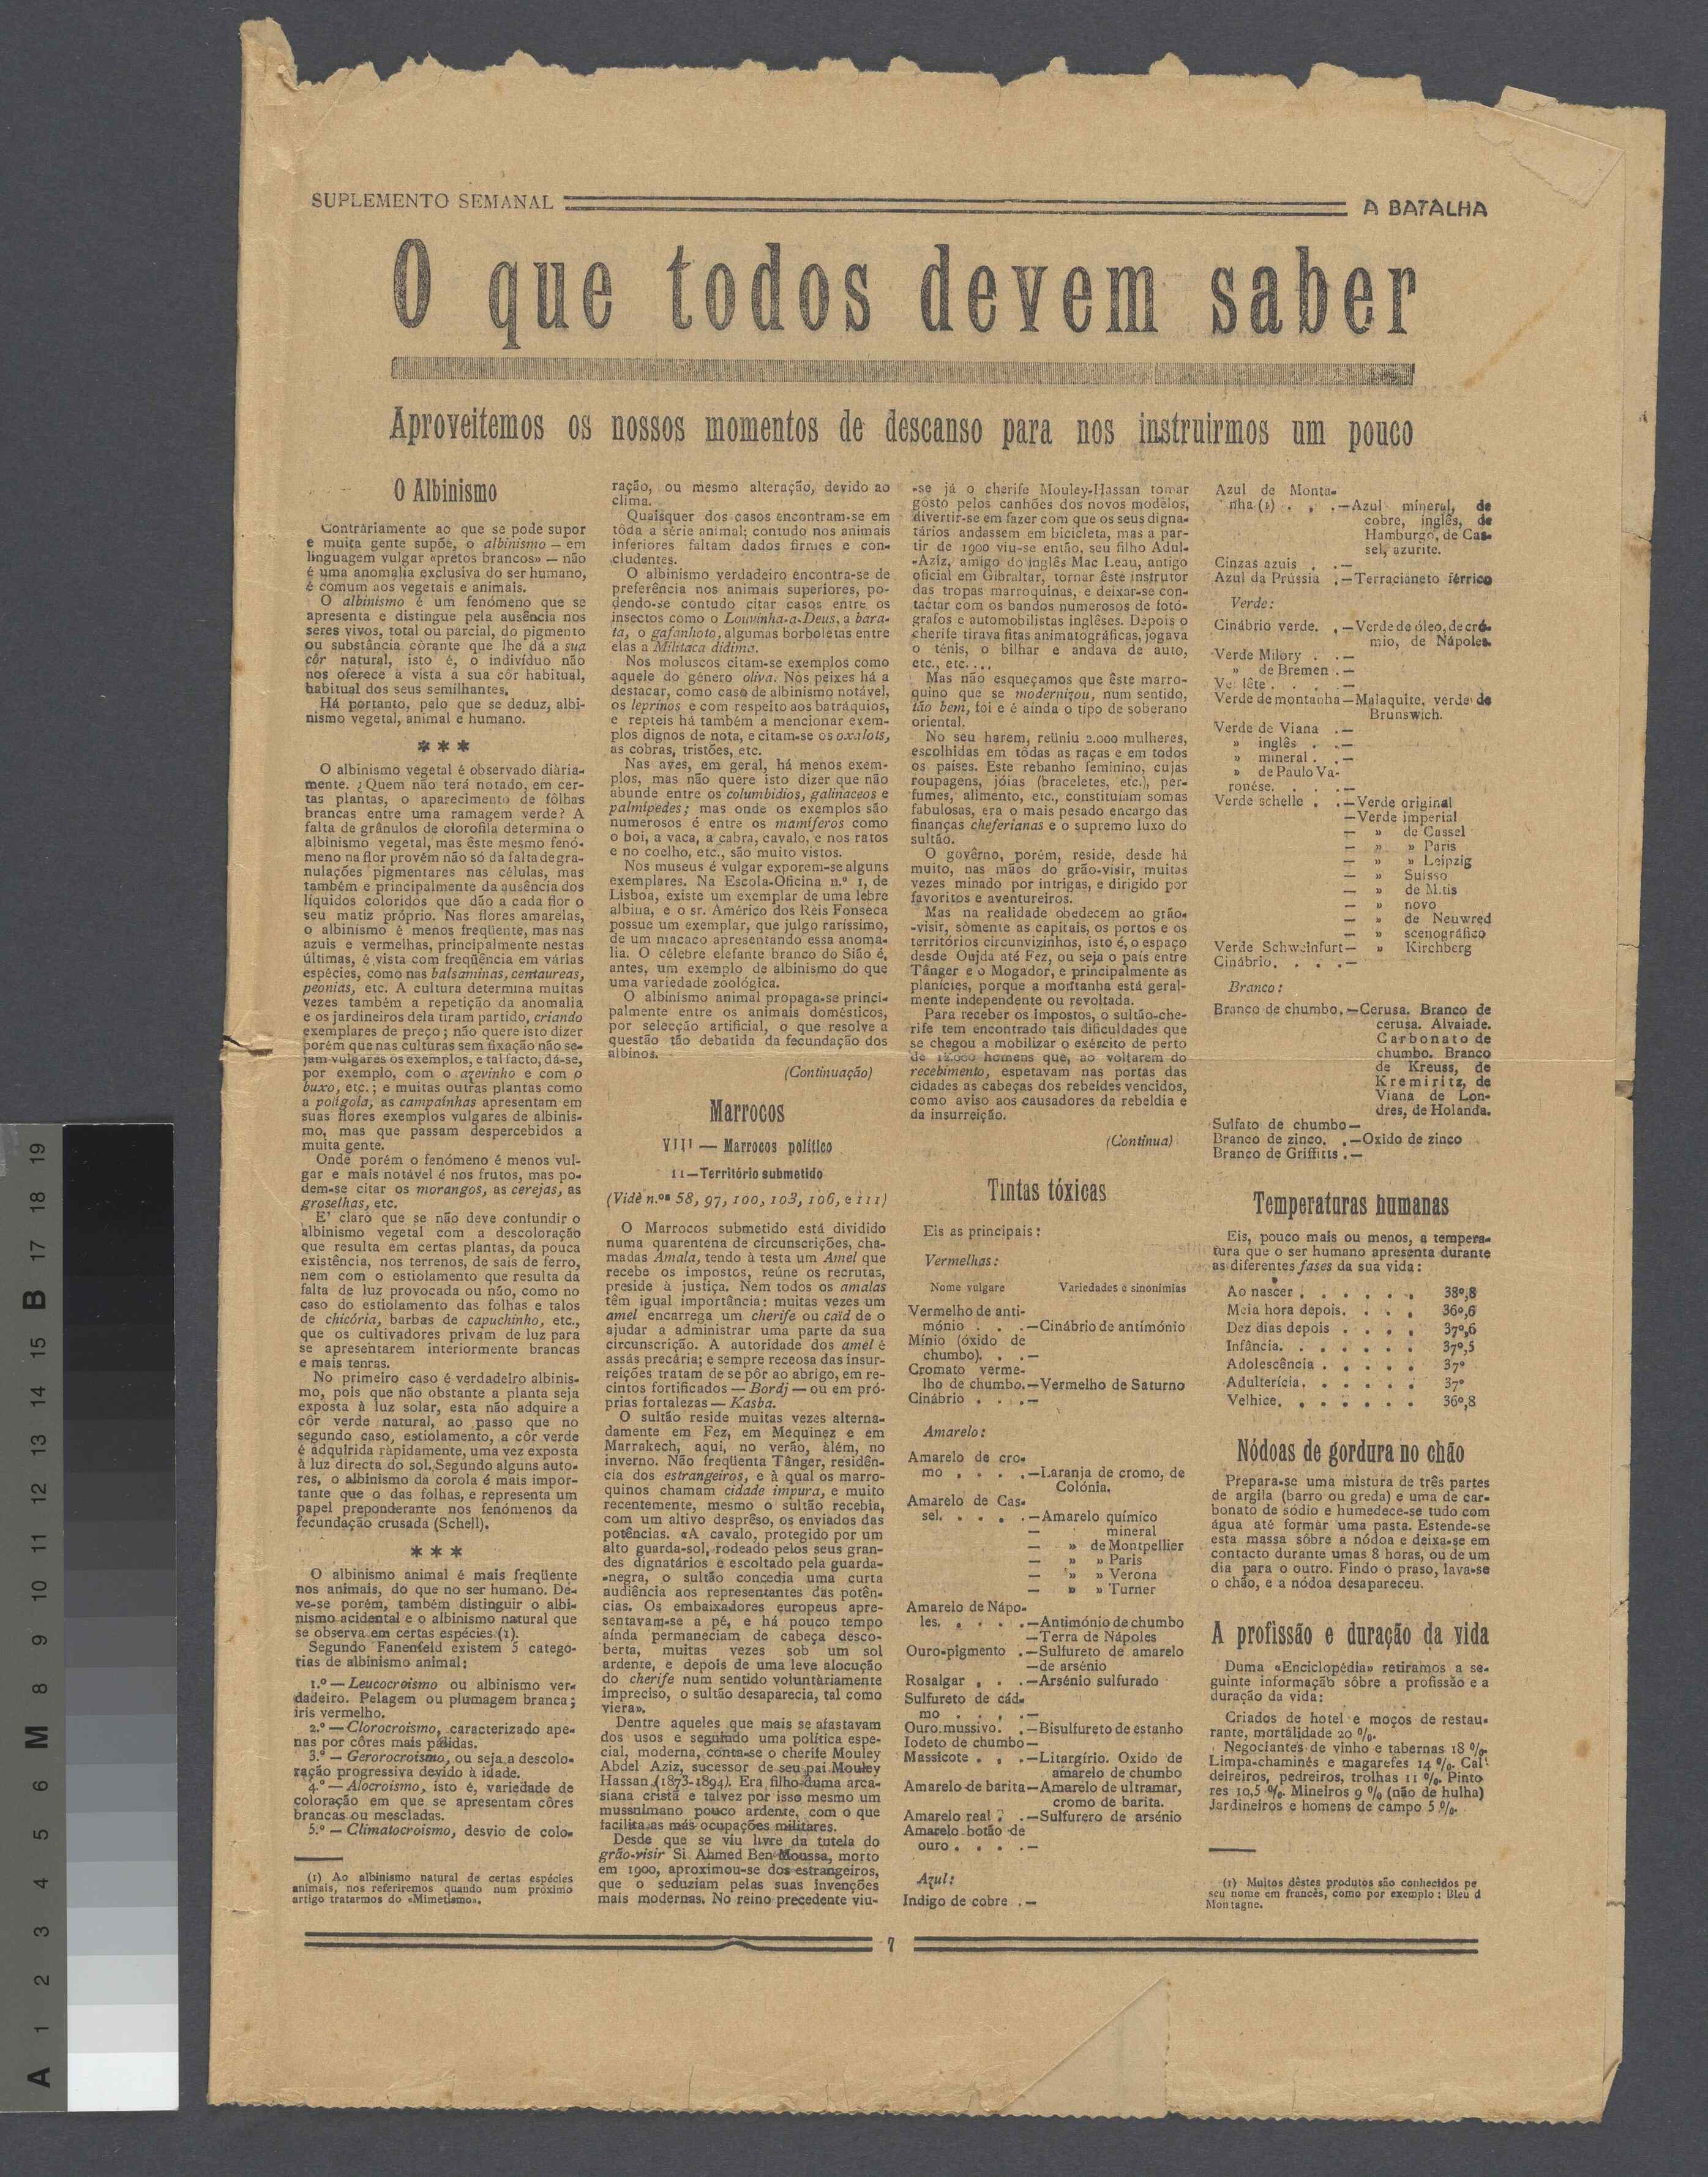 SUPLEMENTO SEMANAL
A BATALHA
O que todos devem saber
Aproveitemos os nossos momentos de descanso para nos instruirmos um pouco
O Albinismo
Contràriamente ao que se pode supor
e muita gente supõe, o albinismo — em
linguagem vulgar «pretos brancos» — não
é uma anomalia exclusiva do ser humano,
é comum aos vegetais e animais.
O albinismo é um fenómeno que se
apresenta e distingue pela ausência nos
seres vivos, total ou parcial, do pigmento
ou substância còrante que lhe dá a sua
côr natural, isto é, o indivíduo não
nos oferece à vista a sua côr habitual,
habitual dos seus semilhantes.
Há portanto, pelo que se deduz, albi-
nismo vegetal, animal e humano.
* * *
O albinismo vegetal é observado diària-
mente. ¿Quem não terá notado, em cer-
tas plantas, o aparecimento de fôlhas
brancas entre uma ramagem verde? A
falta de grânulos de clorofila determina o
albinismo vegetal, mas êste mesmo fenó-
meno na flor provém não só da falta de gra-
nulações pigmentares nas células, mas
também e principalmente da ausência dos
líquidos coloridos que dão a cada flor o
seu matiz próprio. Nas flores amarelas,
o albinismo é menos freqüente, mas nas
azuis e vermelhas, principalmente nestas
últimas, é vista com freqüência em várias
espécies, como nas balsaminas, centaureas,
peonias, etc. A cultura determina muitas
vezes também a repetição da anomalia
e os jardineiros dela tiram partido, criando
exemplares de preço; não quere isto dizer
porém que nas culturas sem fixação não se-
jam vulgares os exemplos, e tal facto, dá-se,
por exemplo, com o azevinho e com o
buxo, etc.; e muitas outras plantas como
a poligola, as campainhas apresentam em
suas flores exemplos vulgares de albinis-
mo, mas que passam despercebidos a
muita gente.
Onde porém o fenómeno é menos vul-
gar e mais notável é nos frutos, mas po-
dem-se citar os morangos, as cerejas, as
groselhas, etc.
E' claro que se não deve confundir o
albinismo vegetal com a descoloração
que resulta em certas plantas, da pouca
existência, nos terrenos, de sais de ferro,
nem com o estiolamento que resulta da
falta de luz provocada ou não, como no
caso do estiolamento das folhas e talos
de chicória, barbas de capuchinho, etc.,
que os cultivadores privam de luz para
se apresentarem interiormente brancas
e mais tenras.
No primeiro caso é verdadeiro albinis-
mo, pois que não obstante a planta seja
exposta à luz solar, esta não adquire a
côr verde natural, ao passo que no
segundo caso, estiolamento, a côr verde
é adquirida ràpidamente, uma vez exposta
à luz directa do sol. Segundo alguns auto-
res, o albinismo da corola é mais impor-
tante que o das folhas, e representa um
papel preponderante nos fenómenos da
fecundação crusada (Schell).
* * *
O albinismo animal é mais freqüente
nos animais, do que no ser humano. De-
ve-se porém, também distinguir o albi-
nismo acidental e o albinismo natural que
se observa em certas espécies (1).
Segundo Fanenfeld existem 5 catego-
rias de albinismo animal:
1.º — Leucocroismo ou albinismo ver-
dadeiro. Pelagem ou plumagem branca;
íris vermelho.
2.º — Clorocroismo, caracterizado ape-
nas por côres mais pálidas.
3.º — Gerorocroismo, ou seja a descolo-
ração progressiva devido à idade.
4.º — Alocroismo, isto é, variedade de
coloração em que se apresentam côres
brancas ou mescladas.
5.º — Climatocroismo, desvio de colo-
(1) Ao albinismo natural de certas espécies
animais, nos referiremos quando num próximo
artigo tratarmos do «Mimetismo».
ração, ou mesmo alteração, devido ao
clima.
Quaisquer dos casos encontram-se em
tôda a série animal; contudo nos animais
inferiores faltam dados firmes e con-
cludentes.
O albinismo verdadeiro encontra-se de
preferência nos animais superiores, po-
dendo-se contudo citar casos entre os
insectos como o Louvinha-a-Deus, a bara-
ta, o gafanhoto, algumas borboletas entre
elas a Militaca didima.
Nos moluscos citam-se exemplos como
aquele do género oliva. Nos peixes há a
destacar, como caso de albinismo notável,
os leprinos e com respeito aos batráquios,
e repteis há também a mencionar exem-
plos dignos de nota, e citam-se os oxalots,
as cobras, tristões, etc.
Nas aves, em geral, há menos exem-
plos, mas não quere isto dizer que não
abunde entre os columbidios, galinaceos e
palmipedes; mas onde os exemplos são
numerosos é entre os mamiferos como
o boi, a vaca, a cabra, cavalo, e nos ratos
e no coelho, etc., são muito vistos.
Nos museus é vulgar exporem-se alguns
exemplares. Na Escola-Oficina n.º 1, de
Lisboa, existe um exemplar de uma lebre
albina, e o sr. Américo dos Reis Fonseca
possue um exemplar, que julgo raríssimo,
de um macaco apresentando essa anoma-
lia. O célebre elefante branco do Sião é,
antes, um exemplo de albinismo do que
uma variedade zoológica.
O albinismo animal propaga-se princi-
palmente entre os animais domésticos,
por selecção artificial, o que resolve a
questão tão debatida da fecundação dos
albinos.
(Continuação)
Marrocos
VIII — Marrocos político
11—Território submetido
(Vidè n.os 58, 97, 100, 103, 106, e 111)
O Marrocos submetido está dividido
numa quarentena de circunscrições, cha-
madas Amala, tendo à testa um Amel que
recebe os impostos, reúne os recrutas,
preside à justiça. Nem todos os amalas
têm igual importância: muitas vezes um
amel encarrega um cherife ou caïd de o
ajudar a administrar uma parte da sua
circunscrição. A autoridade dos amel é
assás precária; e sempre receosa das insur-
reições tratam de se pôr ao abrigo, em re-
cintos fortificados — Bordj — ou em pró-
prias fortalezas — Kasba.
O sultão reside muitas vezes alterna-
damente em Fez, em Mequinez e em
Marrakech, aqui, no verão, àlém, no
inverno. Não freqüenta Tânger, residên-
cia dos estrangeiros, e à qual os marro-
quinos chamam cidade impura, e muito
recentemente, mesmo o sultão recebia,
com um altivo desprêso, os enviados das
potências. «A cavalo, protegido por um
alto guarda-sol, rodeado pelos seus gran-
des dignatários e escoltado pela guarda-
-negra, o sultão concedia uma curta
audiência aos representantes das potên-
cias. Os embaixadores europeus apre-
sentavam-se a pé, e há pouco tempo
ainda permaneciam de cabeça desco-
berta, muitas vezes sob um sol
ardente, e depois de uma leve alocução
do cherife num sentido voluntàriamente
impreciso, o sultão desaparecia, tal como
viera».
Dentre aqueles que mais se afastavam
dos usos e seguindo uma política espe-
cial, moderna, conta-se o cherife Mouley
Abdel Aziz, sucessor de seu pai Mouley
Hassan (1873-1894). Era filho duma arca-
siana cristã e talvez por isso mesmo um
mussulmano pouco ardente, com o que
facilita as más ocupações militares.
Desde que se viu livre da tutela do
grão-visir Si Ahmed Ben Moussa, morto
em 1900, aproximou-se dos estrangeiros,
que o seduziam pelas suas invenções
mais modernas. No reino precedente viu-
-se já o cherife Mouley-Hassan tomar
gôsto pelos canhões dos novos modêlos,
divertir-se em fazer com que os seus digna-
tários andassem em bicicleta, mas a par-
tir de 1900 viu-se então, seu filho Adul-
-Aziz, amigo do inglês Mac Leau, antigo
oficial em Gibraltar, tornar êste instrutor
das tropas marroquinas, e deixar-se con-
tactar com os bandos numerosos de fotó-
grafos e automobilistas inglêses. Depois o
cherife tirava fitas animatográficas, jogava
o ténis, o bilhar e andava de auto,
etc., etc....
Mas não esqueçamos que êste marro-
quino que se modernizou, num sentido,
tão bem, foi e é ainda o tipo de soberano
oriental.
No seu harem, reüniu 2.000 mulheres,
escolhidas em tôdas as raças e em todos
os países. Este rebanho feminino, cujas
roupagens, jóias (braceletes, etc.), per-
fumes, alimento, etc., constituíam somas
fabulosas, era o mais pesado encargo das
finanças cheferianas e o supremo luxo do
sultão.
O govêrno, porém, reside, desde há
muito, nas mãos do grão-visir, muitas
vezes minado por intrigas, e dirigido por
favoritos e aventureiros.
Mas na realidade obedecem ao grão-
-visir, sòmente as capitais, os portos e os
territórios circunvizinhos, isto é, o espaço
desde Oujda até Fez, ou seja o país entre
Tânger e o Mogador, e principalmente as
planícies, porque a montanha está geral-
mente independente ou revoltada.
Para receber os impostos, o sultão-che-
rife tem encontrado tais dificuldades que
se chegou a mobilizar o exército de perto
de 12.000 homens que, ao voltarem do
recebimento, espetavam nas portas das
cidades as cabeças dos rebeldes vencidos,
como aviso aos causadores da rebeldia e
da insurreição.
(Continua)
Tintas tóxicas
Eis as principais:
Vermelhas:
Nome vulgare Variedades e sinonímias
Vermelho de anti-
mónio . . .—Cinábrio de antimónio
Mínio (óxido de
chumbo). . .—
Cromato verme-
lho de chumbo.—Vermelho de Saturno
Cinábrio . . .—
Amarelo:
Amarelo de cro-
mo . . . .—Laranja de cromo, de
Colónia.
Amarelo de Cas-
sel. . . . .—Amarelo químico
— mineral
— » de Montpellier
— » » Paris
— » » Verona
— » » Turner
Amarelo de Nápo-
les. . . . .—Antimónio de chumbo
—Terra de Nápoles
Ouro-pigmento .—Sulfureto de amarelo
—de arsénio
Rosalgar . . .—Arsénio sulfurado
Sulfureto de cád-
mo . . . .—
Ouro mussivo. .—Bisulfureto de estanho
Iodeto de chumbo—
Massicote . . .—Litargírio. Oxido de
amarelo de chumbo
Amarelo de barita—Amarelo de ultramar,
cromo de barita.
Amarelo real . .—Sulfurero de arsénio
Amarelo botão de
ouro . . . .—
Azul:
Indigo de cobre .—
Azul de Monta-
nha (1) . . .—Azul mineral, de
cobre, inglês, de
Hamburgo, de Cas-
sel, azurite.
Cinzas azuis . .—
Azul da Prússia .—Terracianeto férrico
Verde:
Cinábrio verde. .—Verde de óleo, de cró-
mio, de Nápoles.
Verde Milory . .—
» de Bremen .—
Ve lête . . . .—
Verde de montanha—Malaquite, verde de
Brunswich.
Verde de Viana .—
» inglês . .—
» mineral . .—
» de Paulo Va-
ronése. . . .—
Verde schelle . .—Verde original
—Verde imperial
— » de Cassel
— » » Paris
— » » Leipzig
— » Suisso
— » de M.tis
— » novo
— » de Neuwred
— » scenográfico
Verde Schweinfurt— » Kirchberg
Cinábrio. . . .—
Branco:
Branco de chumbo.—Cerusa. Branco de
cerusa. Alvaiade.
Carbonato de
chumbo. Branco
de Kreuss, de
Kremiritz, de
Viana de Lon-
dres, de Holanda.
Sulfato de chumbo—
Branco de zinco. .—Oxido de zinco
Branco de Griffitts .—
Temperaturas humanas
Eis, pouco mais ou menos, a tempera-
tura que o ser humano apresenta durante
as diferentes fases da sua vida:
Ao nascer . . . . . . 38º,8
Meia hora depois. . . . 36º,6
Dez dias depois . . . . 37º,6
Infância. . . . . . . 37º,5
Adolescência . . . . . 37º
Adulterícia. . . . . . 37º
Velhice. . . . . . . 36º,8
Nódoas de gordura no chão
Prepara-se uma mistura de três partes
de argila (barro ou greda) e uma de car-
bonato de sódio e humedece-se tudo com
água até formar uma pasta. Estende-se
esta massa sôbre a nódoa e deixa-se em
contacto durante umas 8 horas, ou de um
dia para o outro. Findo o praso, lava-se
o chão, e a nódoa desapareceu.
A profissão e duração da vida
Duma «Enciclopédia» retiramos a se-
guinte informação sôbre a profissão e a
duração da vida:
Criados de hotel e moços de restau-
rante, mortalidade 20 %.
Negociantes de vinho e tabernas 18 %.
Limpa-chaminés e magarefes 14 %. Cal-
deireiros, pedreiros, trolhas 11 %. Pinto
res 10,5 %. Mineiros 9 % (não de hulha)
Jardineiros e homens de campo 5 %.
(1) Muitos dêstes produtos são conhecidos pe
seu nome em francês, como por exemplo: Bleu d
Montagne.
7